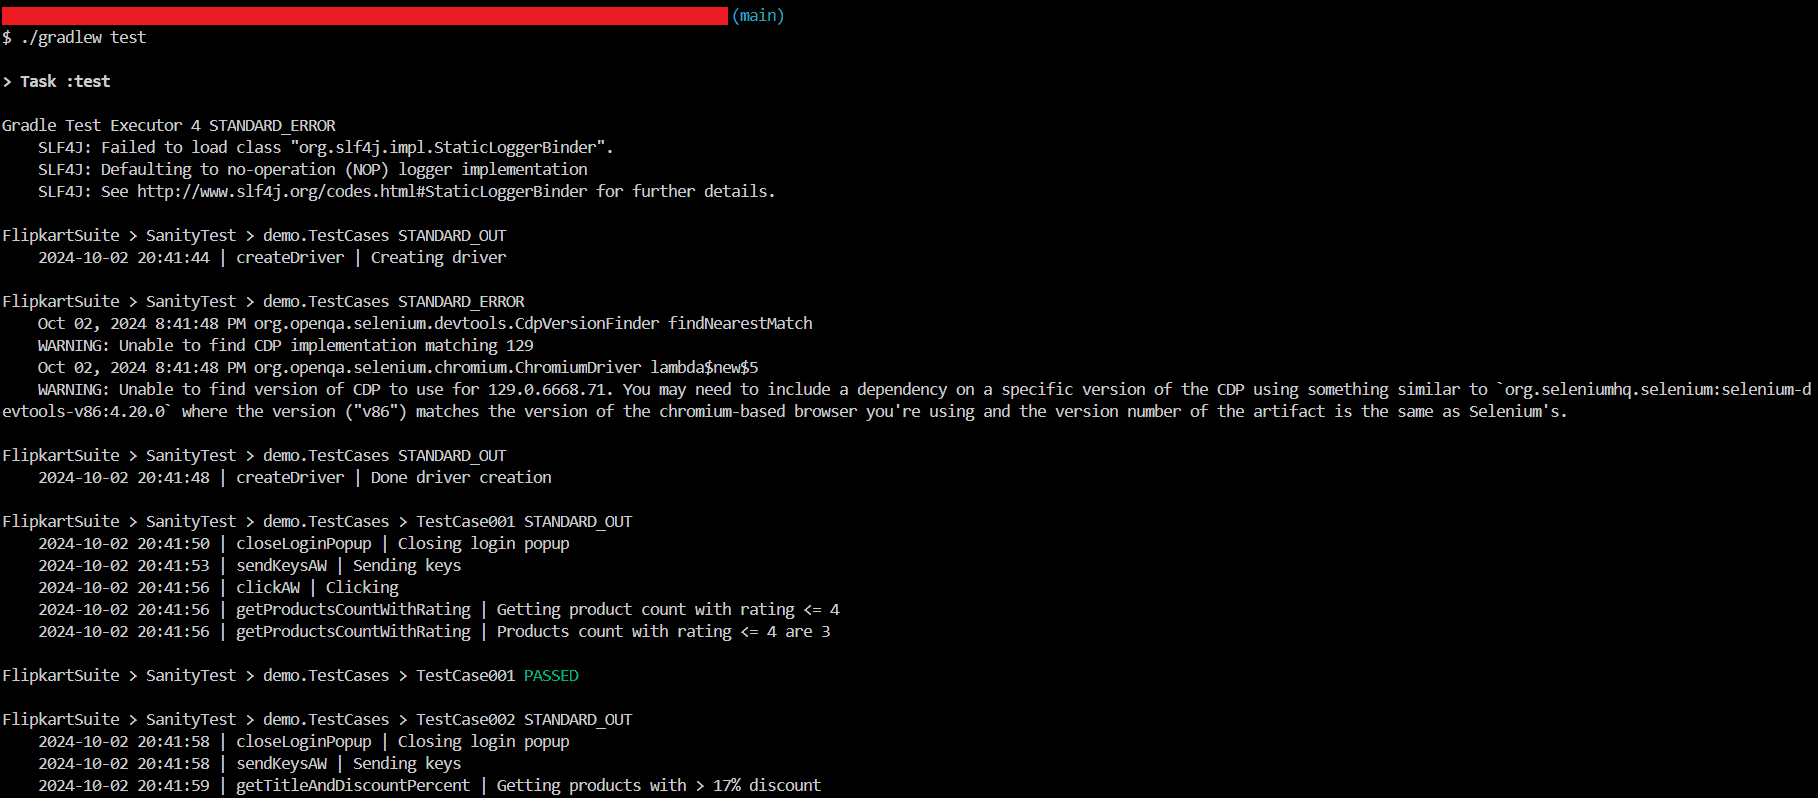 (main)
$ ./gradlew test
> Task :test
Gradle Test Executor 4 STANDARD_ERROR
SLF4J: Failed to load class "org.slf4j.impl.StaticLoggerBinder".
SLF4J: Defaulting to no-operation (NOP) logger implementation
SLF4J: See http://www.slf4j.org/codes.html#StaticLoggerBinder for further details.
FlipkartSuite > SanityTest > demo.TestCases STANDARD_OUT
2024-10-02 20:41:44 | createDriver | Creating driver
FlipkartSuite > SanityTest > demo.TestCases STANDARD_ERROR
Oct 02, 2024 8:41:48 PM org.openqa.selenium.devtools.CdpVersionFinder findNearestMatch
WARNING: Unable to find CDP implementation matching 129
Oct 02, 2024 8:41:48 PM org.openqa.selenium.chromium.ChromiumDriver lambda$new$5
WARNING: Unable to find version of CDP to use for 129.0.6668.71. You may need to include a dependency on a specific version of the CDP using something similar to `org.seleniumhq.selenium:selenium-d
evtools-v86:4.20.0` where the version ("v86") matches the version of the chromium-based browser you're using and the version number of the artifact is the same as Selenium's.
FlipkartSuite > SanityTest > demo.TestCases STANDARD_OUT
2024-10-02 20:41:48 | createDriver | Done driver creation
FlipkartSuite > SanityTest > demo.TestCases > TestCase001 STANDARD_OUT
2024-10-02 20:41:50 | closeLoginPopup | Closing login popup
2024-10-02 20:41:53 | sendKeysAW | Sending keys
2024-10-02 20:41:56 | clickAW | Clicking
2024-10-02 20:41:56 | getProductsCountWithRating | Getting product count with rating <= 4
2024-10-02 20:41:56 | getProductsCountWithRating | Products count with rating <= 4 are 3
FlipkartSuite > SanityTest > demo.TestCases > TestCase001 PASSED
FlipkartSuite > SanityTest > demo.TestCases > TestCase002 STANDARD_OUT
2024-10-02 20:41:58 | closeLoginPopup | Closing login popup
2024-10-02 20:41:58 | sendKeysAW | Sending keys
2024-10-02 20:41:59 | getTitleAndDiscountPercent | Getting products with > 17% discount